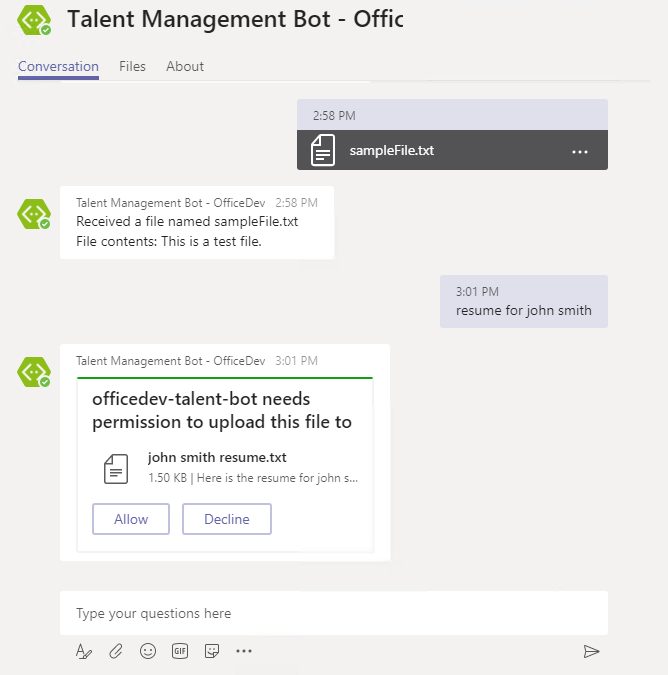 Talent Management Bot - Offic
Conversation Files About
2:58 PM
sampleFile.txt
Talent Management Bot - OfficeDev 2:58 PM
Received a file named sampleFile.txt
File contents: This is a test file.
3:01 PM
resume for john smith
Talent Management Bot - OfficeDev 3:01 PM
officedev-talent-bot needs
permission to upload this file to
john smith resume.txt
1.50 KB | Here is the resume for john s...
Allow Decline
Type your questions here
GIF